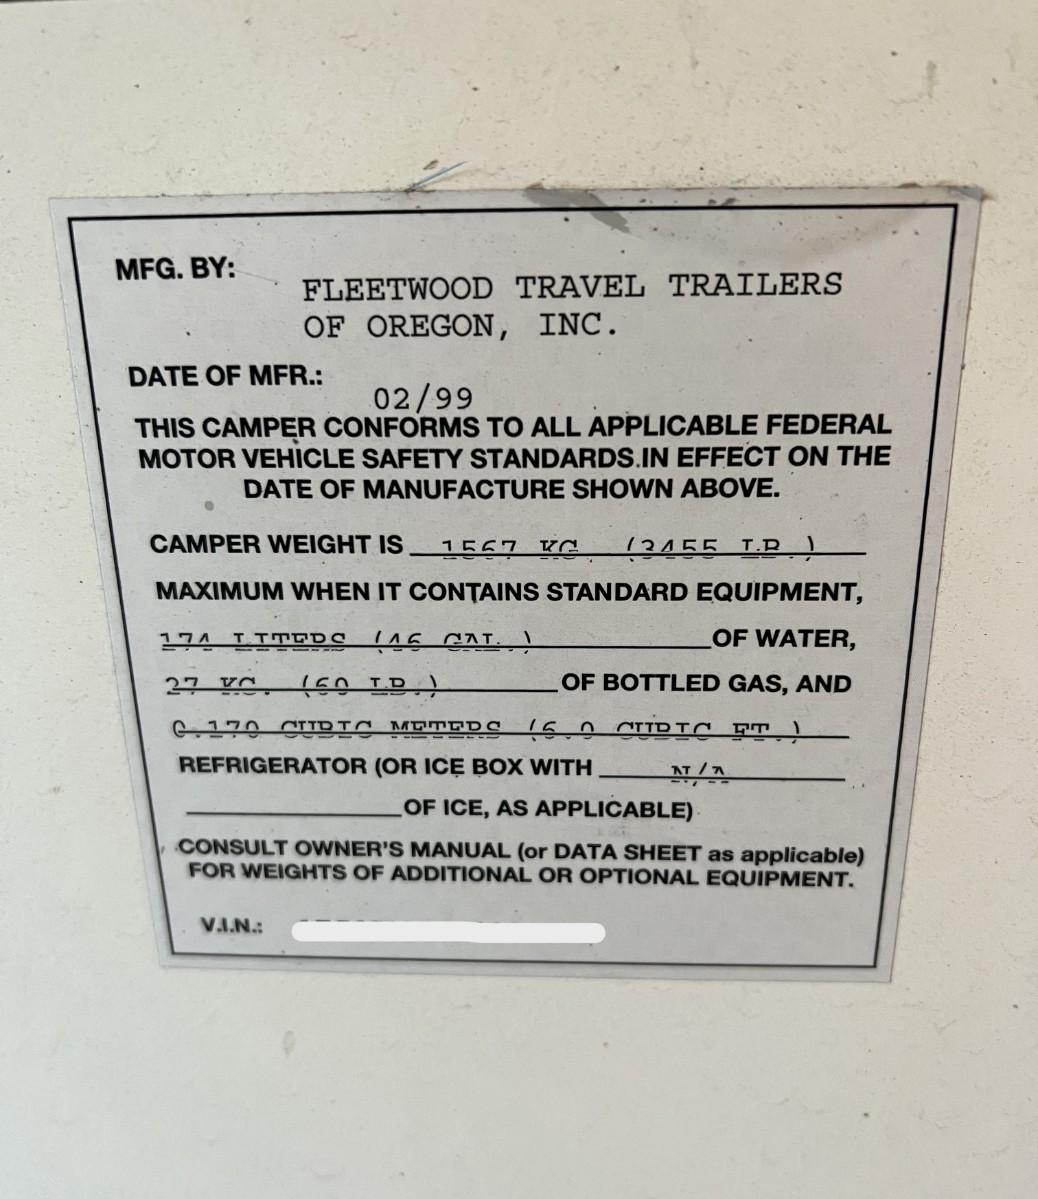 MFG. BY:
FLEETWOOD TRAVEL TRAILERS
OF OREGON, INC.
DATE OF MFR.:
02/99
THIS CAMPER CONFORMS TO ALL APPLICABLE FEDERAL
MOTOR VEHICLE SAFETY STANDARDS IN EFFECT ON THE
DATE OF MANUFACTURE SHOWN ABOVE.
CAMPER WEIGHT IS 1567 KG (3455 LB.)
MAXIMUM WHEN IT CONTAINS STANDARD EQUIPMENT,
174 LITERS (46 GAL.) OF WATER,
27 KG. (60 LB.) OF BOTTLED GAS, AND
0.170 CUBIC METERS (6.0 CUBIC FT.)
REFRIGERATOR (OR ICE BOX WITH N/A
OF ICE, AS APPLICABLE)
CONSULT OWNER'S MANUAL (or DATA SHEET as applicable)
FOR WEIGHTS OF ADDITIONAL OR OPTIONAL EQUIPMENT.
V.I.N.: